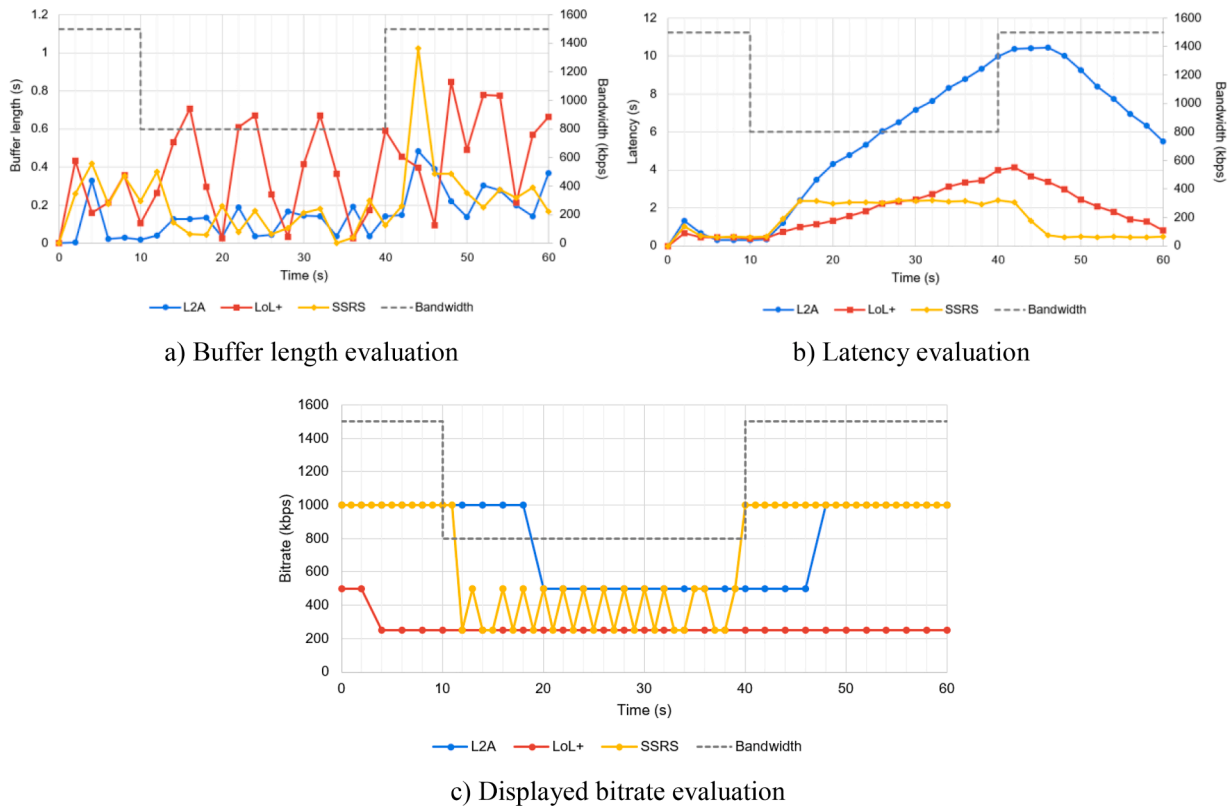 1.2
1
0.8
0.6
0.4
0.2
0
Buffer length (s)
1600
1400
1200
1000
800
600
400
200
0
Bandwidth (kbps)
0 10 20 30 40 50 60
Time (s)
L2A LoL+ SSRS Bandwidth
a) Buffer length evaluation
12
10
8
6
4
2
0
Latency (s)
1600
1400
1200
1000
800
600
400
200
0
Bandwidth (kbps)
0 10 20 30 40 50 60
Time (s)
L2A LoL+ SSRS Bandwidth
b) Latency evaluation
1600
1400
1200
1000
800
600
400
200
0
Bitrate (kbps)
0 10 20 30 40 50 60
Time (s)
L2A LoL+ SSRS Bandwidth
c) Displayed bitrate evaluation